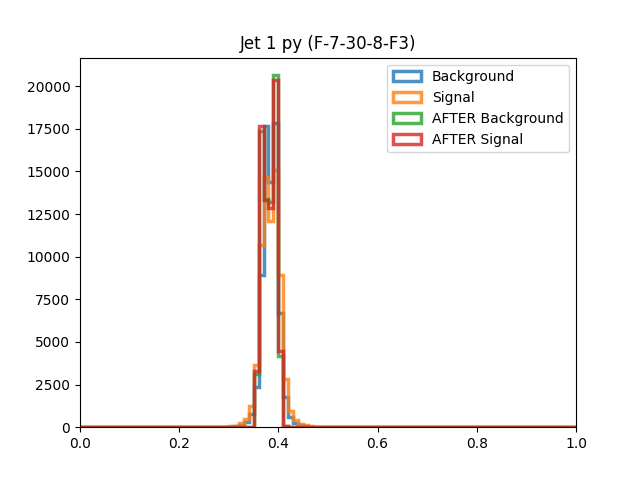 Jet 1 py (F-7-30-8-F3)
Background
Signal
AFTER Background
AFTER Signal
20000
17500
15000
12500
10000
7500
5000
2500
0
0.0 0.2 0.4 0.6 0.8 1.0